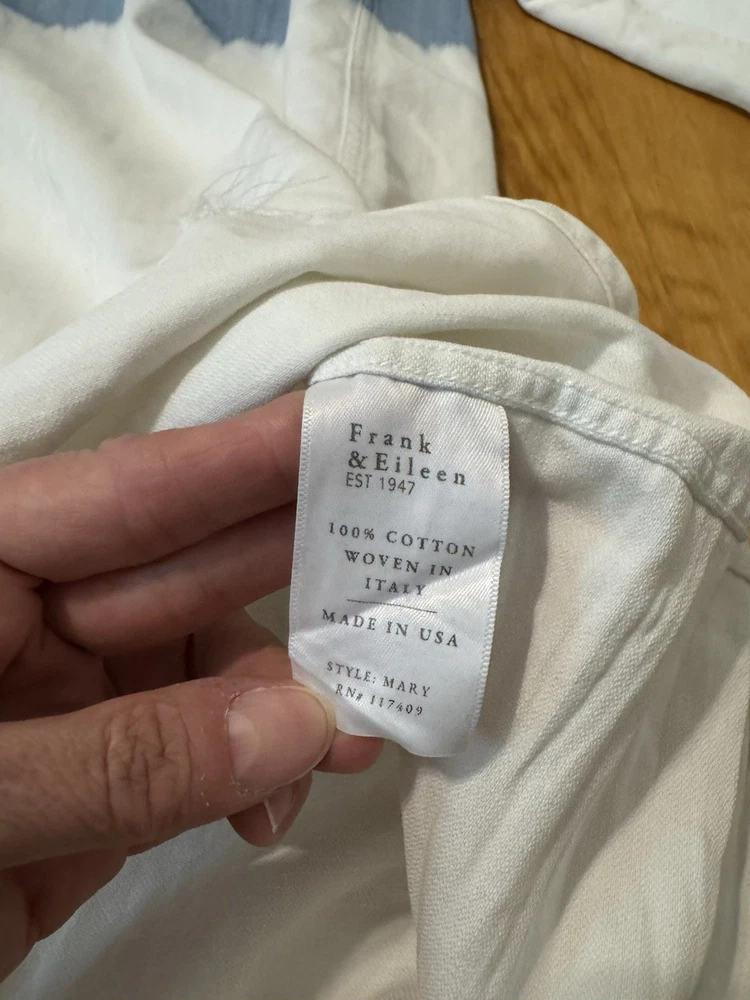 Frank
&Eileen
EST 1947
100% COTTON
WOVEN IN
ITALY
MADE IN USA
STYLE: MARY
RN# 117409